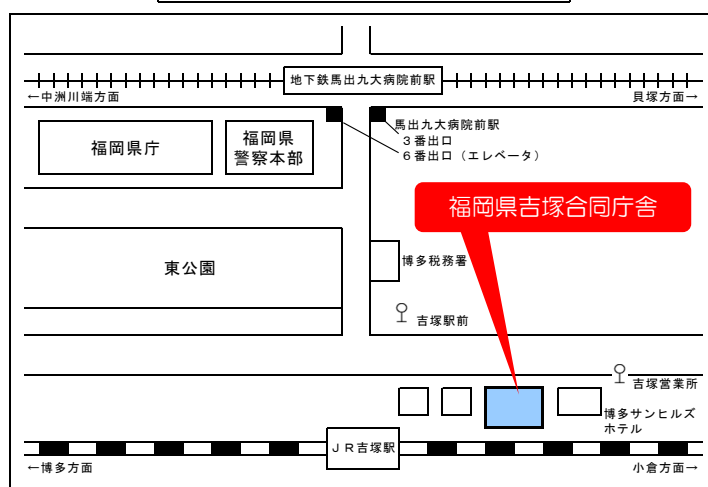 地下鉄馬出九大病院前駅
←中洲川端方面
貝塚方面→
福岡県庁
福岡県
警察本部
馬出九大病院前駅
３番出口
６番出口（エレベータ）
福岡県吉塚合同庁舎
東公園
博多税務署
吉塚駅前
吉塚営業所
博多サンヒルズ
ホテル
ＪＲ吉塚駅
←博多方面
小倉方面→